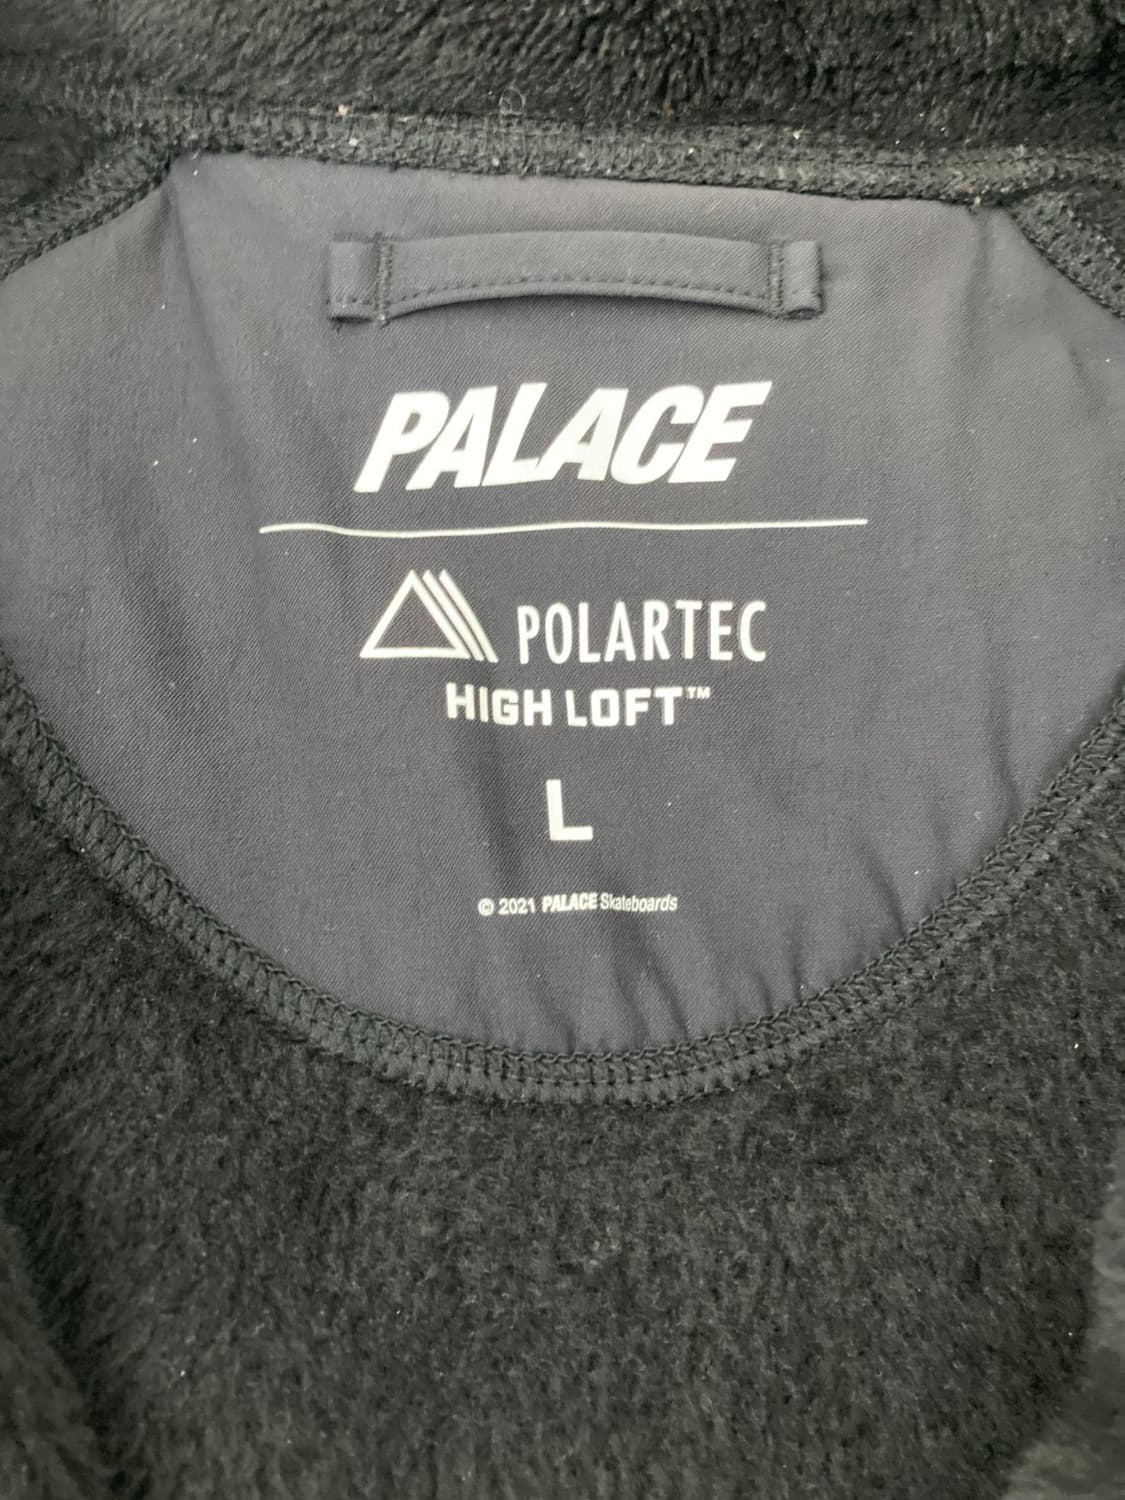 PALACE
POLARTEC
HIGH LOFT™
L
© 2021 PALACE Skateboards